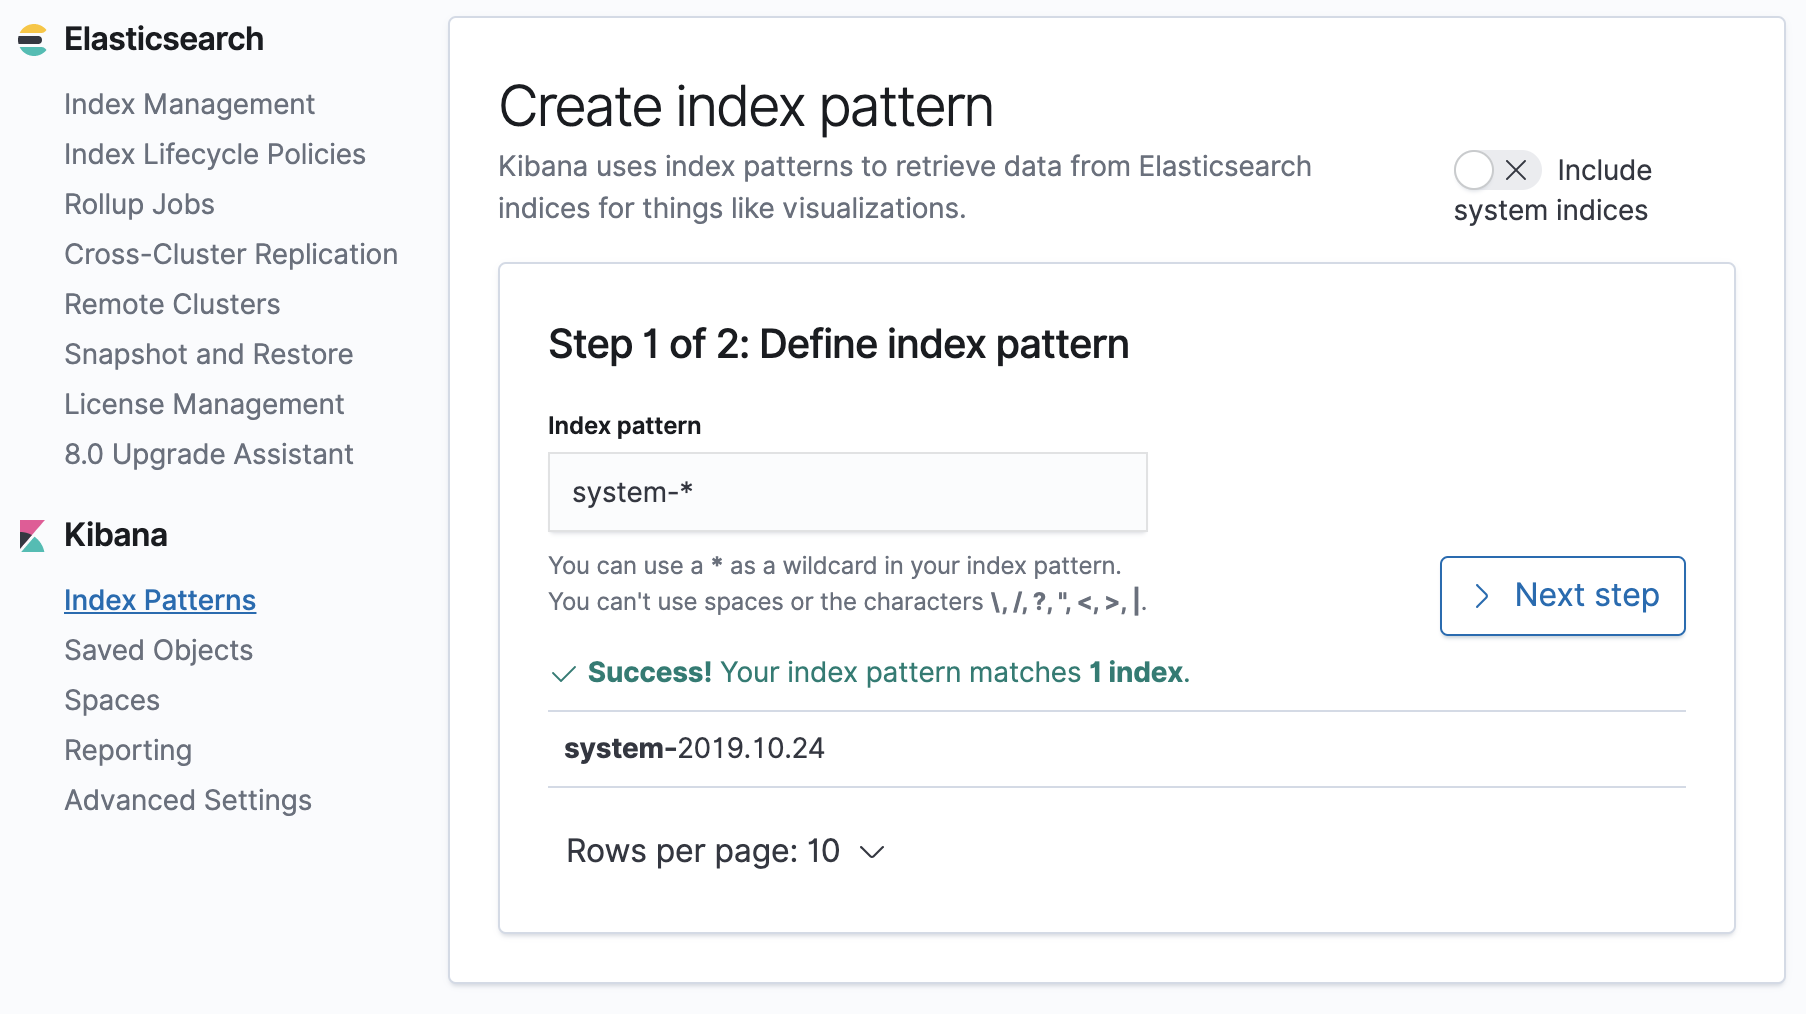 Elasticsearch
Index Management
Index Lifecycle Policies
Rollup Jobs
Cross-Cluster Replication
Remote Clusters
Snapshot and Restore
License Management
8.0 Upgrade Assistant
Kibana
Index Patterns
Saved Objects
Spaces
Reporting
Advanced Settings
Create index pattern
Kibana uses index patterns to retrieve data from Elasticsearch
indices for things like visualizations.
Include
system indices
Step 1 of 2: Define index pattern
Index pattern
system-*
You can use a * as a wildcard in your index pattern.
You can't use spaces or the characters \, /, ?, ", <, >, |.
Next step
Success! Your index pattern matches 1 index.
system-2019.10.24
Rows per page: 10